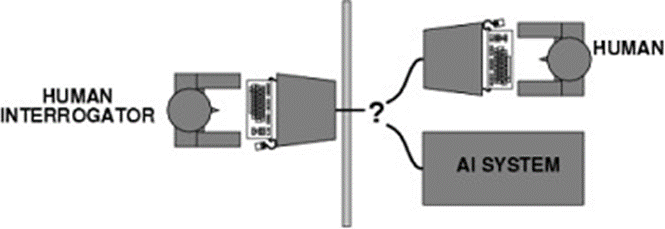 HUMAN
INTERROGATOR
?
HUMAN
AI SYSTEM